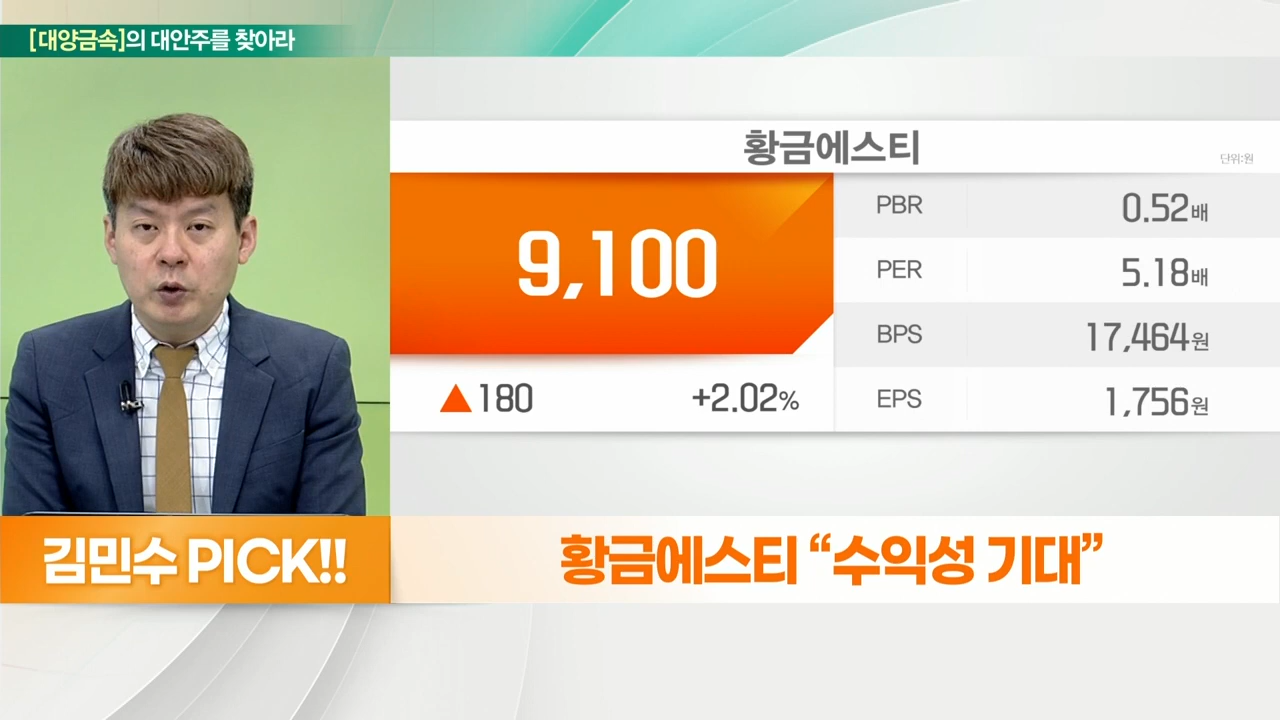 [대양금속]의 대안주를 찾아라
황금에스티
단위:원
9,100
▲180 +2.02%
PBR 0.52배
PER 5.18배
BPS 17,464원
EPS 1,756원
김민수 PICK!!
황금에스티 “수익성 기대”